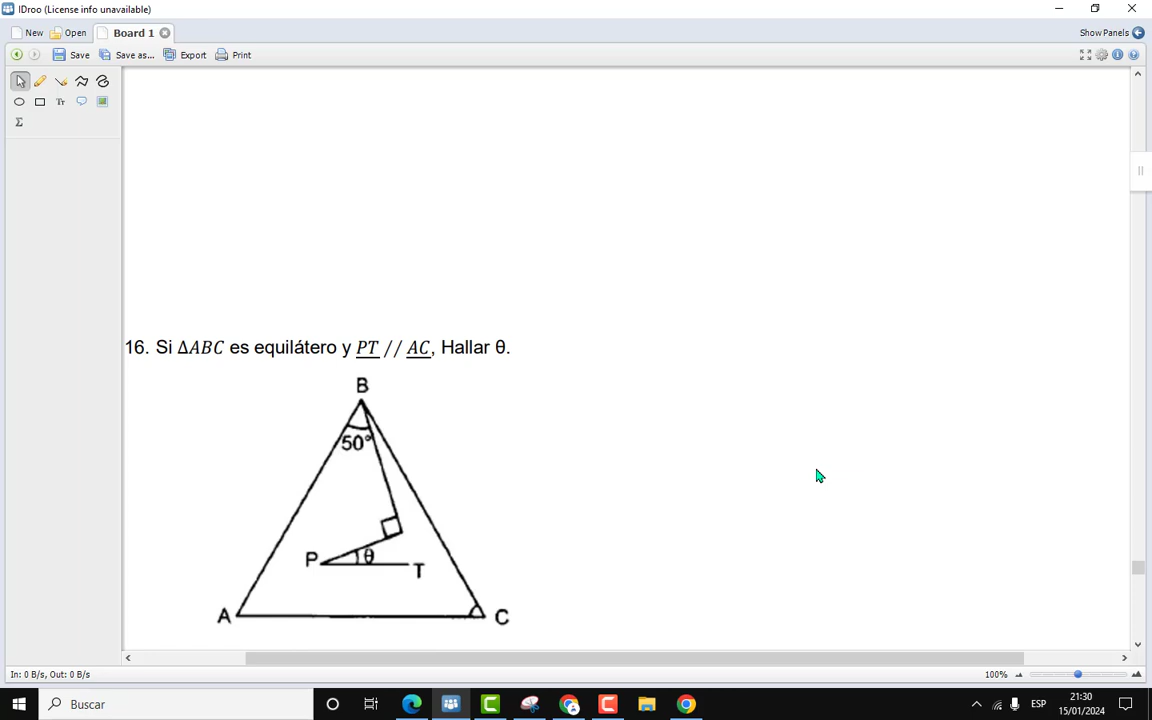 IDroo (License info unavailable)
New Open Board 1 Show Panels
Save Save as... Export Print
Tr
Σ
16. Si ΔABC es equilátero y PT // AC, Hallar θ.
B
50°
P θ T
A C
In: 0 B/s, Out: 0 B/s 100%
Buscar ESP 21:30 15/01/2024